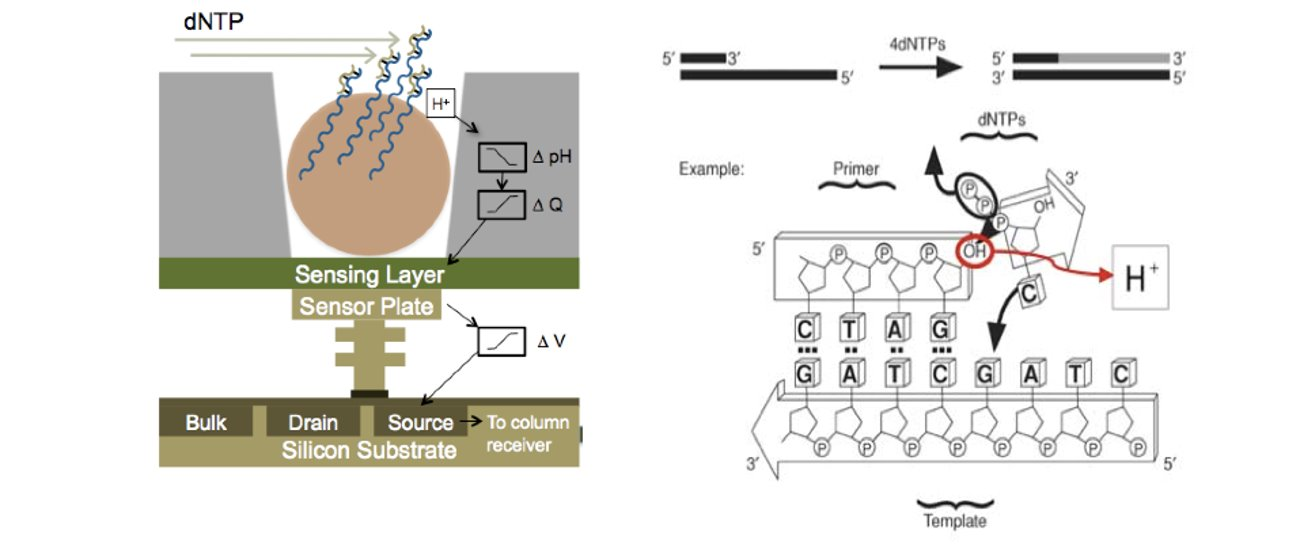 dNTP
H+
Δ pH
Δ Q
Sensing Layer
Sensor Plate
Δ V
Bulk
Drain
Source
To column
receiver
Silicon Substrate
5′
3′
5′
4dNTPs
5′
3′
3′
5′
dNTPs
Example:
Primer
3′
P
P
P
OH
5′
P
P
P
OH
H+
C
C T A G
G A T C G A T C
P P P P P P P P
3′
5′
Template